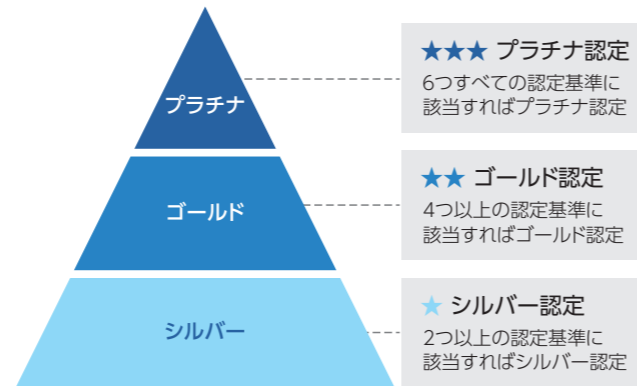 プラチナ
★★★ プラチナ認定
6つすべての認定基準に
該当すればプラチナ認定
ゴールド
★★ ゴールド認定
4つ以上の認定基準に
該当すればゴールド認定
シルバー
★ シルバー認定
2つ以上の認定基準に
該当すればシルバー認定